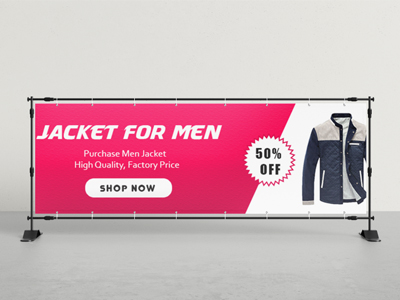 JACKET FOR MEN
Purchase Men Jacket
High Quality, Factory Price
SHOP NOW
50%
OFF